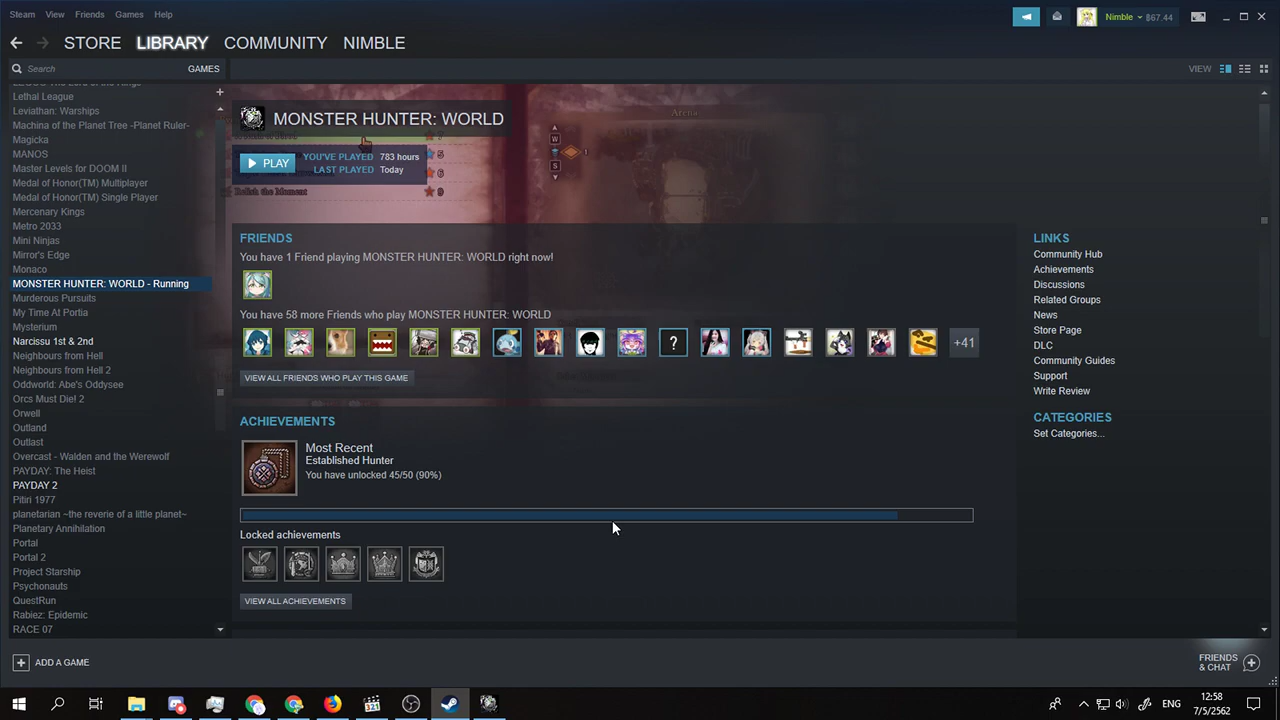 Steam View Friends Games Help
Nimble ฿67.44
STORE LIBRARY COMMUNITY NIMBLE
Search GAMES
VIEW
Lethal League
Leviathan: Warships
Machina of the Planet Tree -Planet Ruler-
Magicka
MANOS
Master Levels for DOOM II
Medal of Honor(TM) Multiplayer
Medal of Honor(TM) Single Player
Mercenary Kings
Metro 2033
Mini Ninjas
Mirror's Edge
Monaco
MONSTER HUNTER: WORLD - Running
Murderous Pursuits
My Time At Portia
Mysterium
Narcissu 1st & 2nd
Neighbours from Hell
Neighbours from Hell 2
Oddworld: Abe's Oddysee
Orcs Must Die! 2
Orwell
Outland
Outlast
Overcast - Walden and the Werewolf
PAYDAY: The Heist
PAYDAY 2
Pitiri 1977
planetarian ~the reverie of a little planet~
Planetary Annihilation
Portal
Portal 2
Project Starship
Psychonauts
QuestRun
Rabiez: Epidemic
RACE 07
MONSTER HUNTER: WORLD
PLAY
YOU'VE PLAYED 783 hours
LAST PLAYED Today
5
6
9
the Moment
Arena
W
1
S
FRIENDS
You have 1 Friend playing MONSTER HUNTER: WORLD right now!
You have 58 more Friends who play MONSTER HUNTER: WORLD
?
+41
VIEW ALL FRIENDS WHO PLAY THIS GAME
ACHIEVEMENTS
Most Recent
Established Hunter
You have unlocked 45/50 (90%)
Locked achievements
VIEW ALL ACHIEVEMENTS
LINKS
Community Hub
Achievements
Discussions
Related Groups
News
Store Page
DLC
Community Guides
Support
Write Review
CATEGORIES
Set Categories...
ADD A GAME
FRIENDS
& CHAT
ENG
12:58
7/5/2562